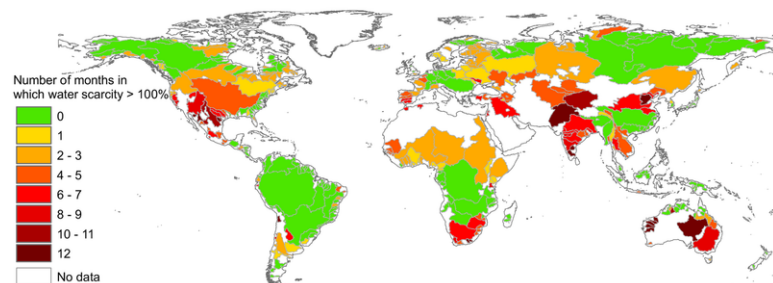 Number of months in
which water scarcity > 100%
0
1
2 - 3
4 - 5
6 - 7
8 - 9
10 - 11
12
No data